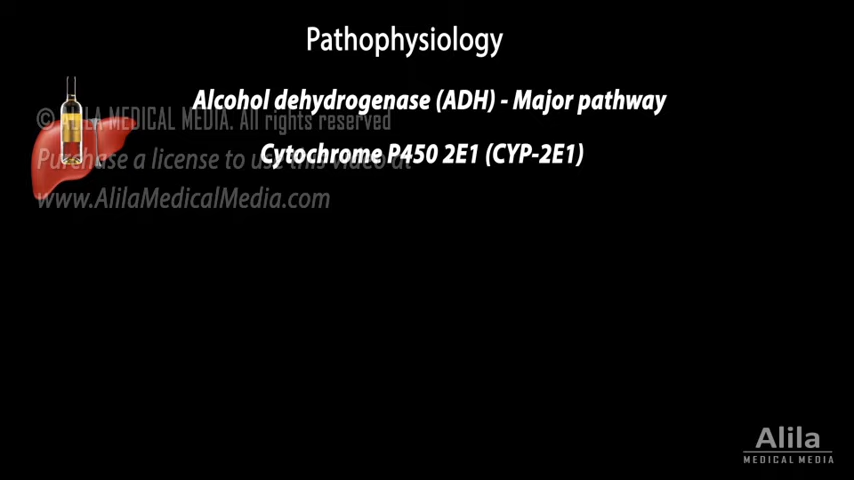 Pathophysiology
Alcohol dehydrogenase (ADH) - Major pathway
© ALILA MEDICAL MEDIA. All rights reserved
Cytochrome P450 2E1 (CYP-2E1)
Purchase a license to use this video at
www.AlilaMedicalMedia.com
Alila
MEDICAL MEDIA